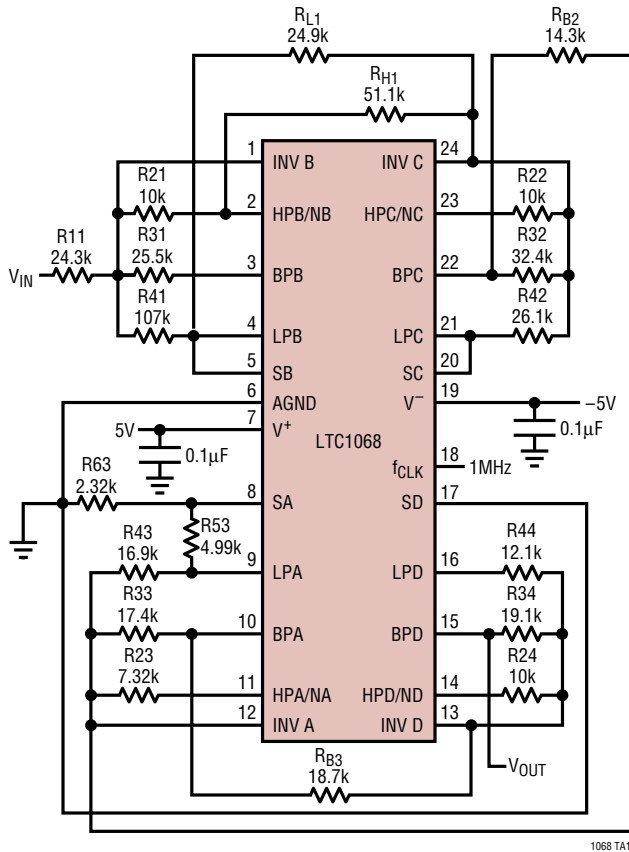 RL1
24.9k
RB2
14.3k
RH1
51.1k
1
INV B
INV C
24
R21
10k
2
HPB/NB
HPC/NC
23
R22
10k
R11
24.3k
VIN
R31
25.5k
3
BPB
BPC
22
R32
32.4k
R41
107k
4
LPB
LPC
21
R42
26.1k
5
SB
SC
20
6
AGND
V–
19
–5V
5V
7
V+
0.1µF
0.1µF
LTC1068
fCLK
18
1MHz
R63
2.32k
8
SA
SD
17
R53
4.99k
R43
16.9k
9
LPA
LPD
16
R44
12.1k
R33
17.4k
10
BPA
BPD
15
R34
19.1k
R23
7.32k
11
HPA/NA
HPD/ND
14
R24
10k
12
INV A
INV D
13
RB3
18.7k
VOUT
1068 TA1